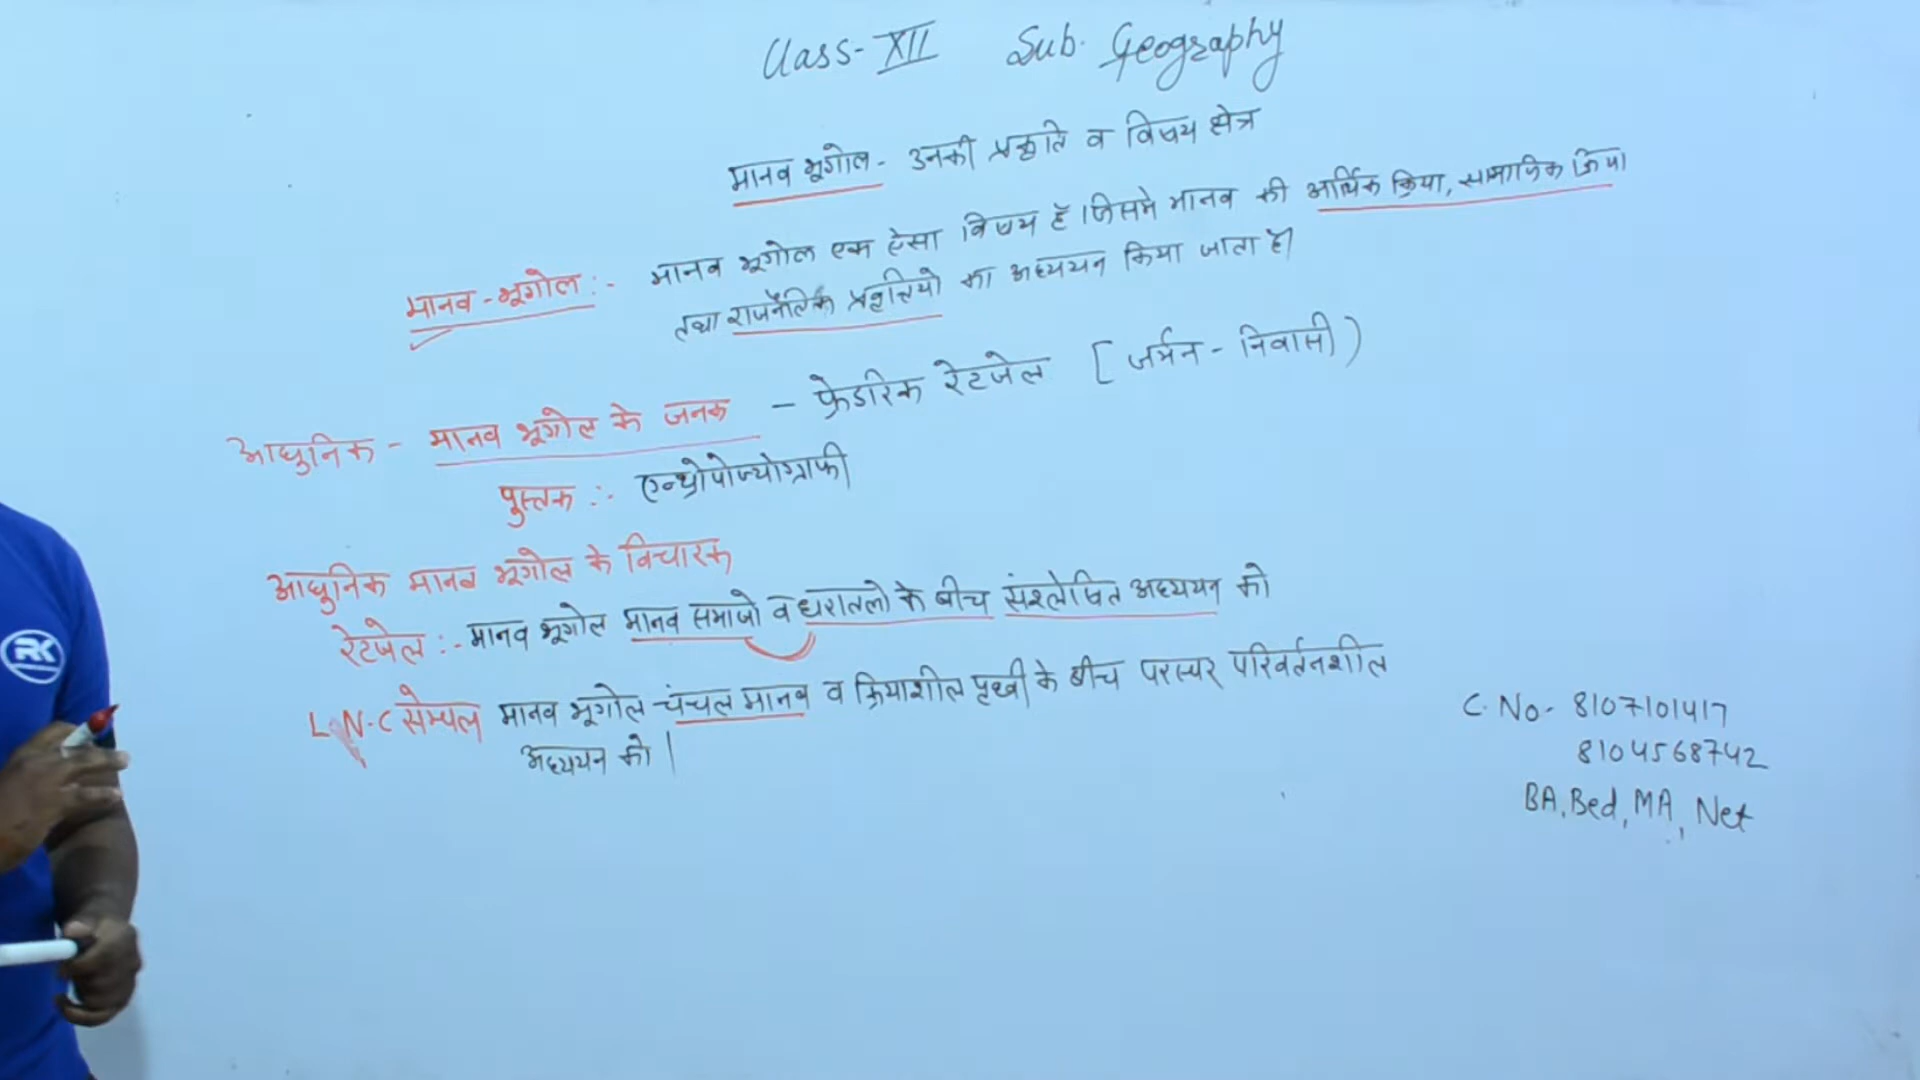 Class-XII Sub. Geography
मानव भूगोल - उनकी प्रकृति व विषय क्षेत्र
मानव-भूगोल :- मानव भूगोल एक ऐसा विषय है। जिसमे मानव की आर्थिक क्रिया, सामाजिक क्रिया
तथा राजनैतिक प्रवृत्तियो का अध्ययन किया जाता है।
आधुनिक - मानव भूगोल के जनक - फ्रेडरिक रेटजेल [जर्मन - निवासी)
पुस्तक :- एन्थ्रोपोज्योग्राफी
आधुनिक मानव भूगोल के विचारक
रेटजेल :- मानव भूगोल मानव समाजो व धरातलो के बीच संश्लेषित अध्ययन को
L.N.C सेम्पल मानव भूगोल चंचल मानव व क्रियाशील पृथ्वी के बीच परस्पर परिवर्तनशील
अध्ययन को |
C. No- 8107101417
8104568742
BA, Bed, MA, Net
RK